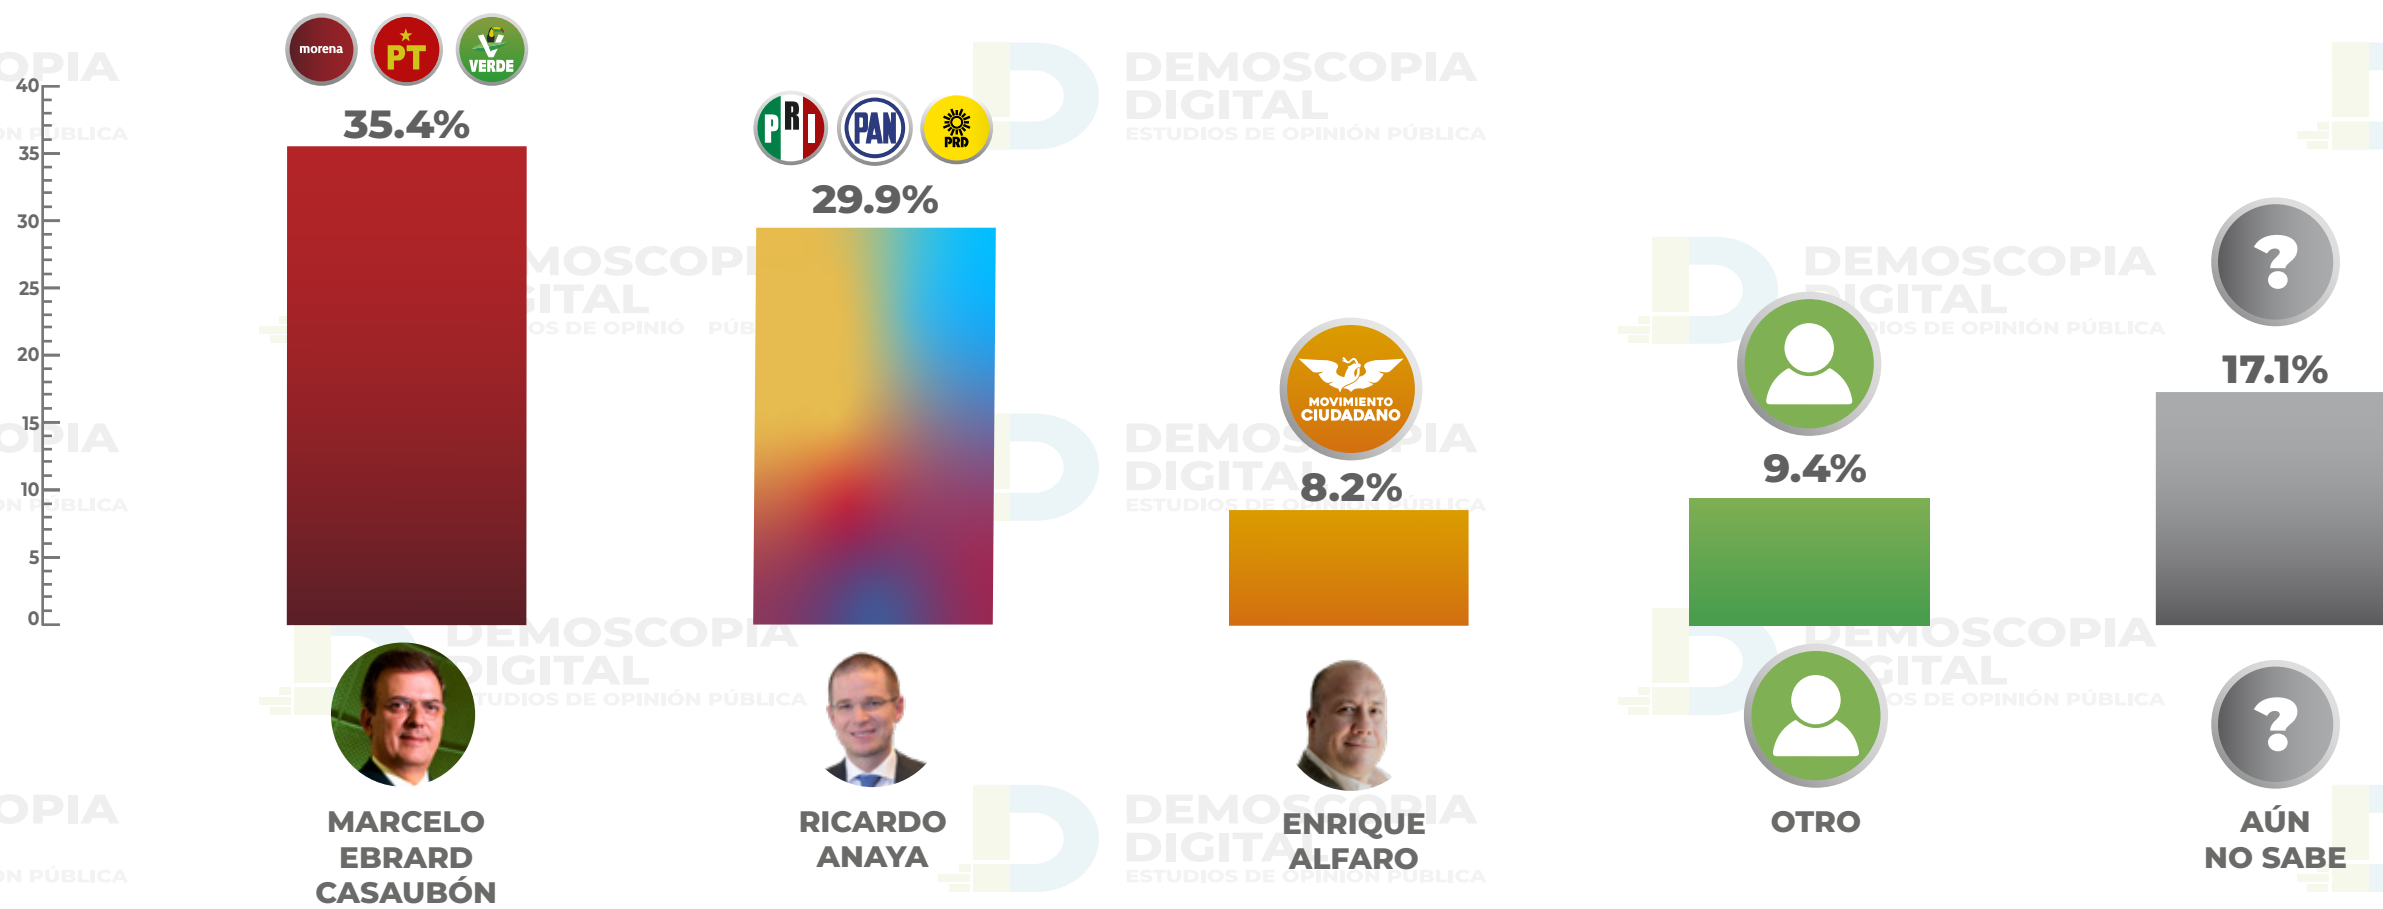 morena
PT
VERDE
35.4%
PRI
PAN
PRD
29.9%
MOVIMIENTO
CIUDADANO
8.2%
9.4%
?
17.1%
40
35
30
25
20
15
10
5
0
MARCELO
EBRARD
CASAUBÓN
RICARDO
ANAYA
ENRIQUE
ALFARO
OTRO
?
AÚN
NO SABE
DEMOSCOPIA
DIGITAL
ESTUDIOS DE OPINIÓN PÚBLICA